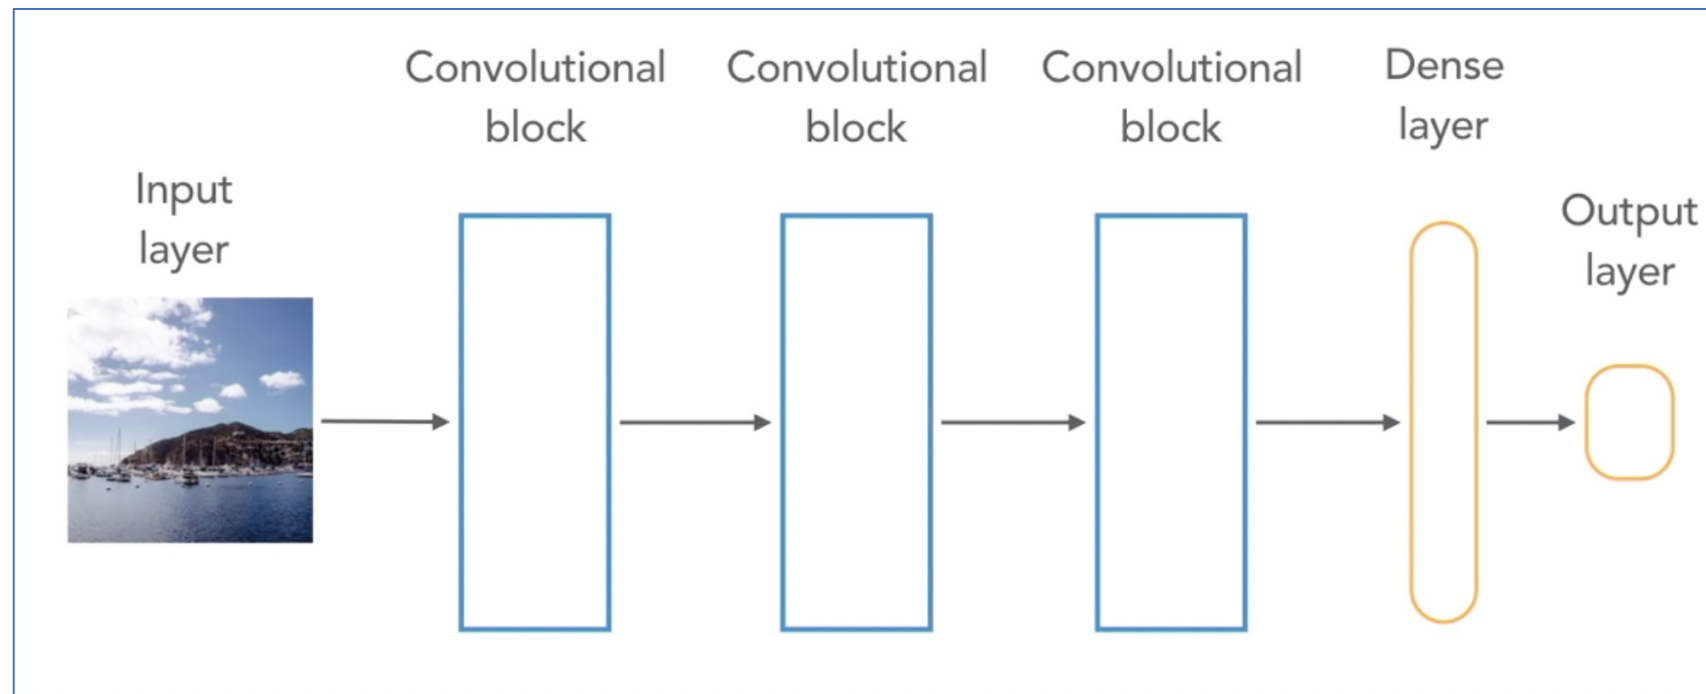 Input
layer
Convolutional
block
Convolutional
block
Convolutional
block
Dense
layer
Output
layer